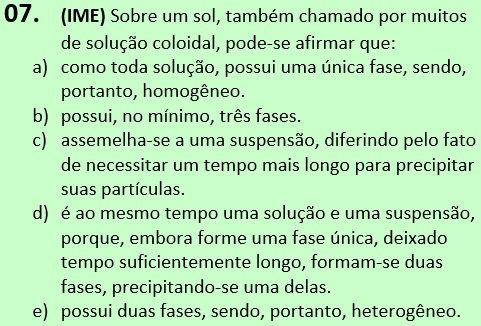 07. (IME) Sobre um sol, também chamado por muitos
de solução coloidal, pode-se afirmar que:
a) como toda solução, possui uma única fase, sendo,
portanto, homogêneo.
b) possui, no mínimo, três fases.
c) assemelha-se a uma suspensão, diferindo pelo fato
de necessitar um tempo mais longo para precipitar
suas partículas.
d) é ao mesmo tempo uma solução e uma suspensão,
porque, embora forme uma fase única, deixado
tempo suficientemente longo, formam-se duas
fases, precipitando-se uma delas.
e) possui duas fases, sendo, portanto, heterogêneo.